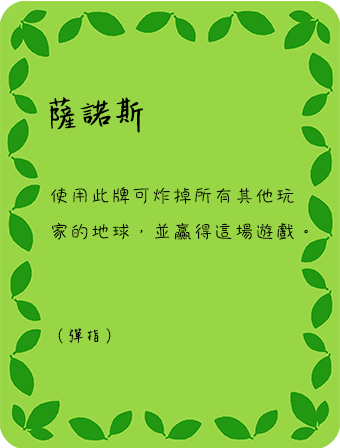 薩諾斯
使用此牌可炸掉所有其他玩
家的地球，並贏得這場遊戲。
（彈指）